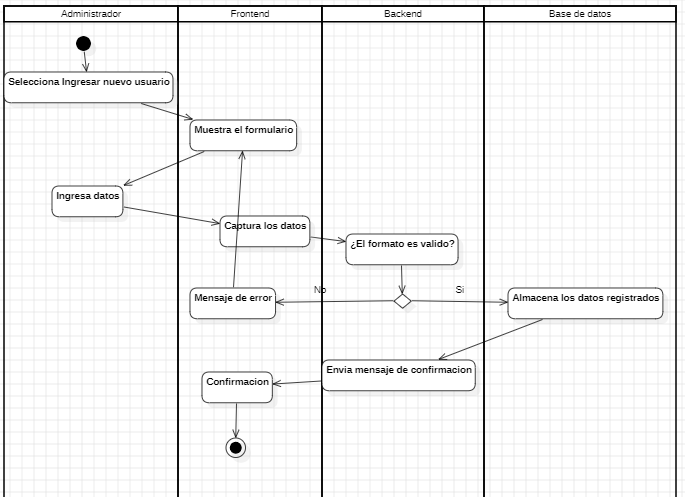 Administrador
Frontend
Backend
Base de datos
Selecciona Ingresar nuevo usuario
Muestra el formulario
Ingresa datos
Captura los datos
¿El formato es valido?
No
Si
Mensaje de error
Almacena los datos registrados
Envia mensaje de confirmacion
Confirmacion